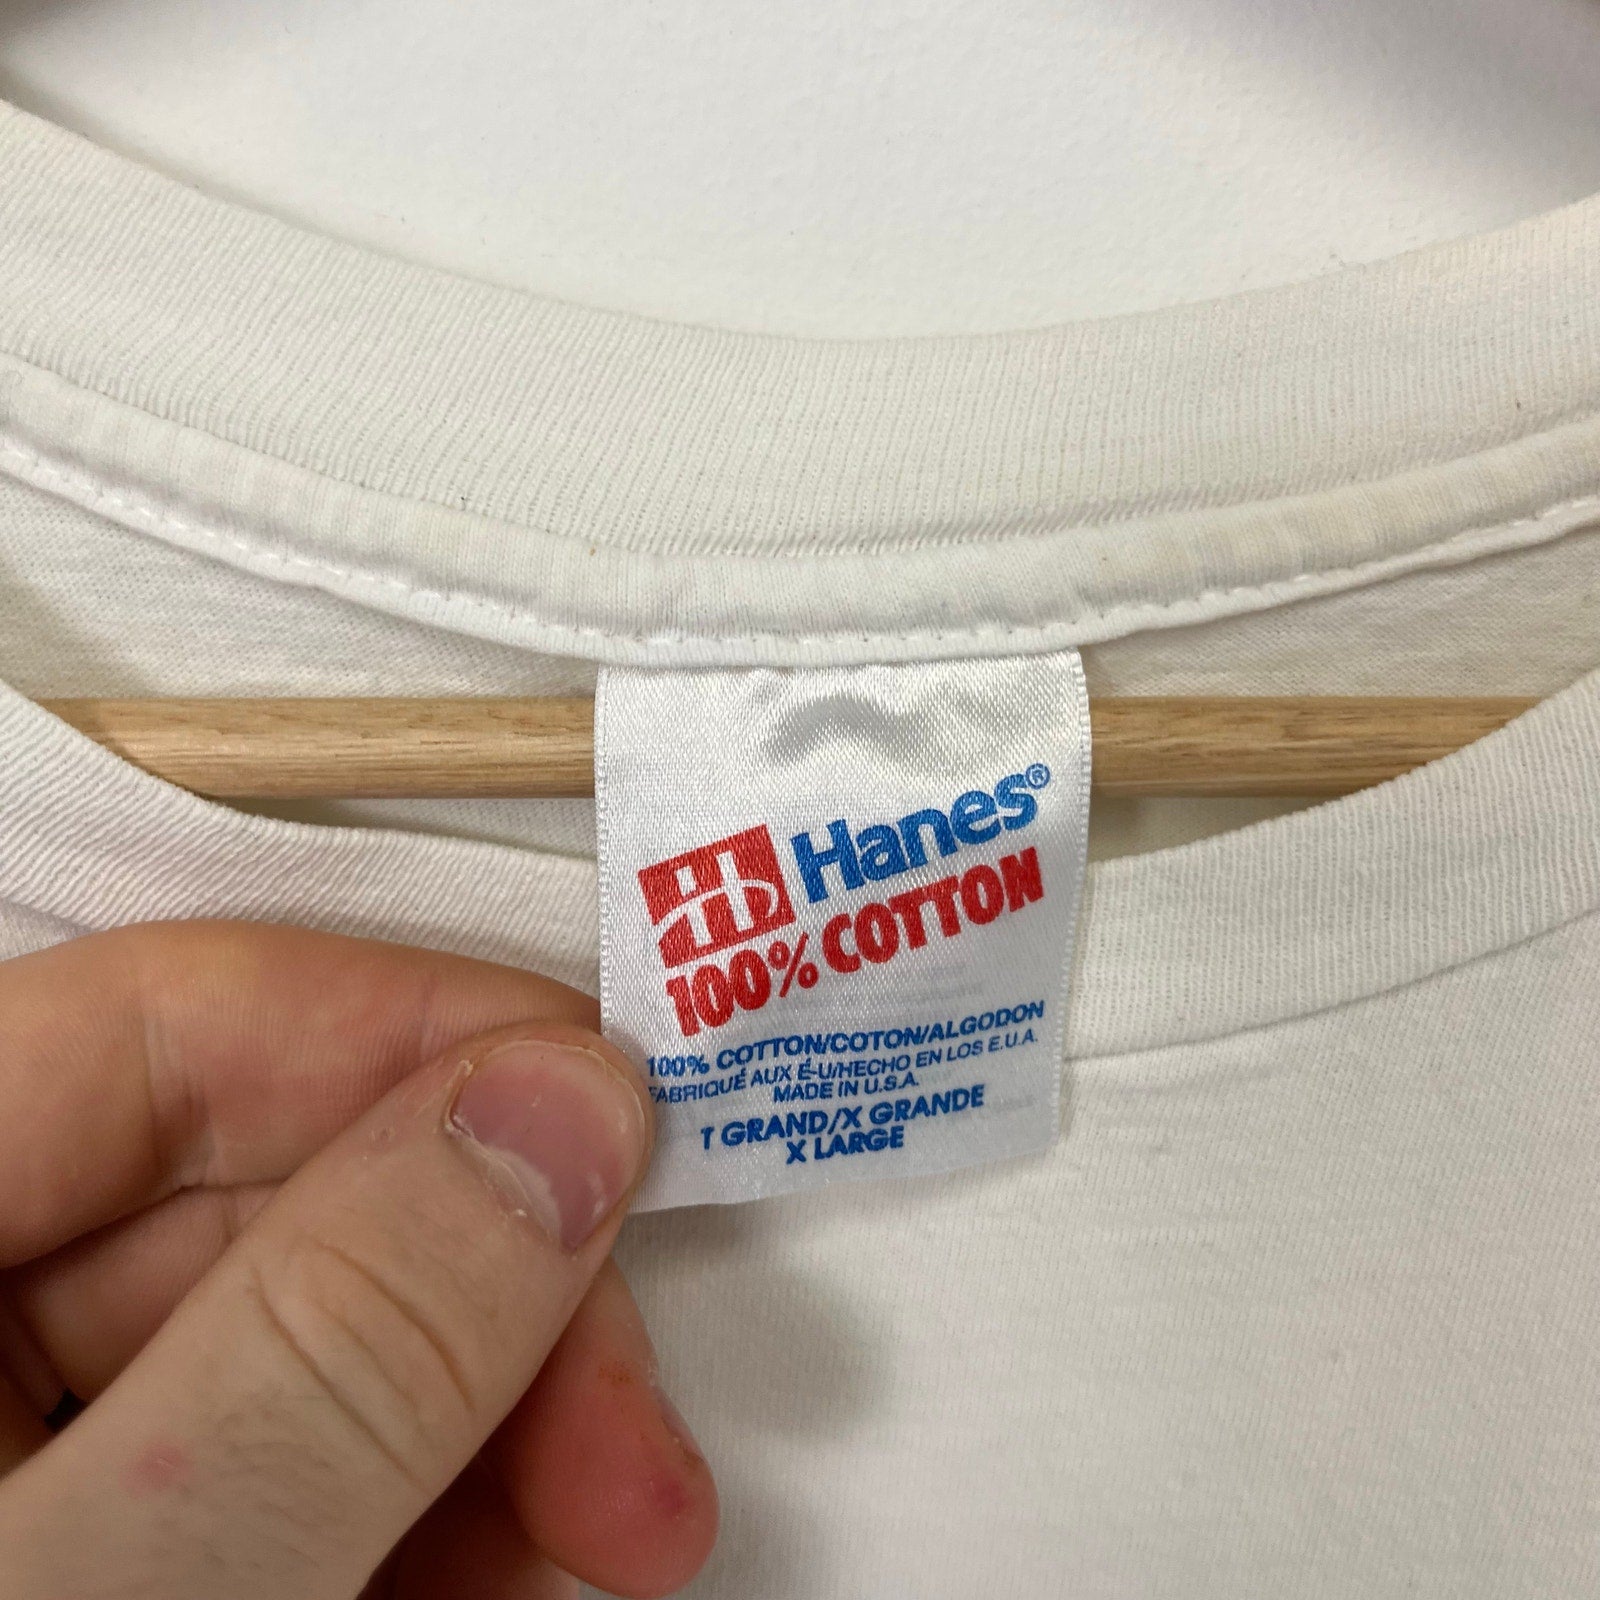 Hanes®
100% COTTON
100% COTTON/COTON/ALGODON
FABRIQUÉ AUX É-U/HECHO EN LOS E.U.A.
MADE IN U.S.A.
T GRAND/X GRANDE
X LARGE